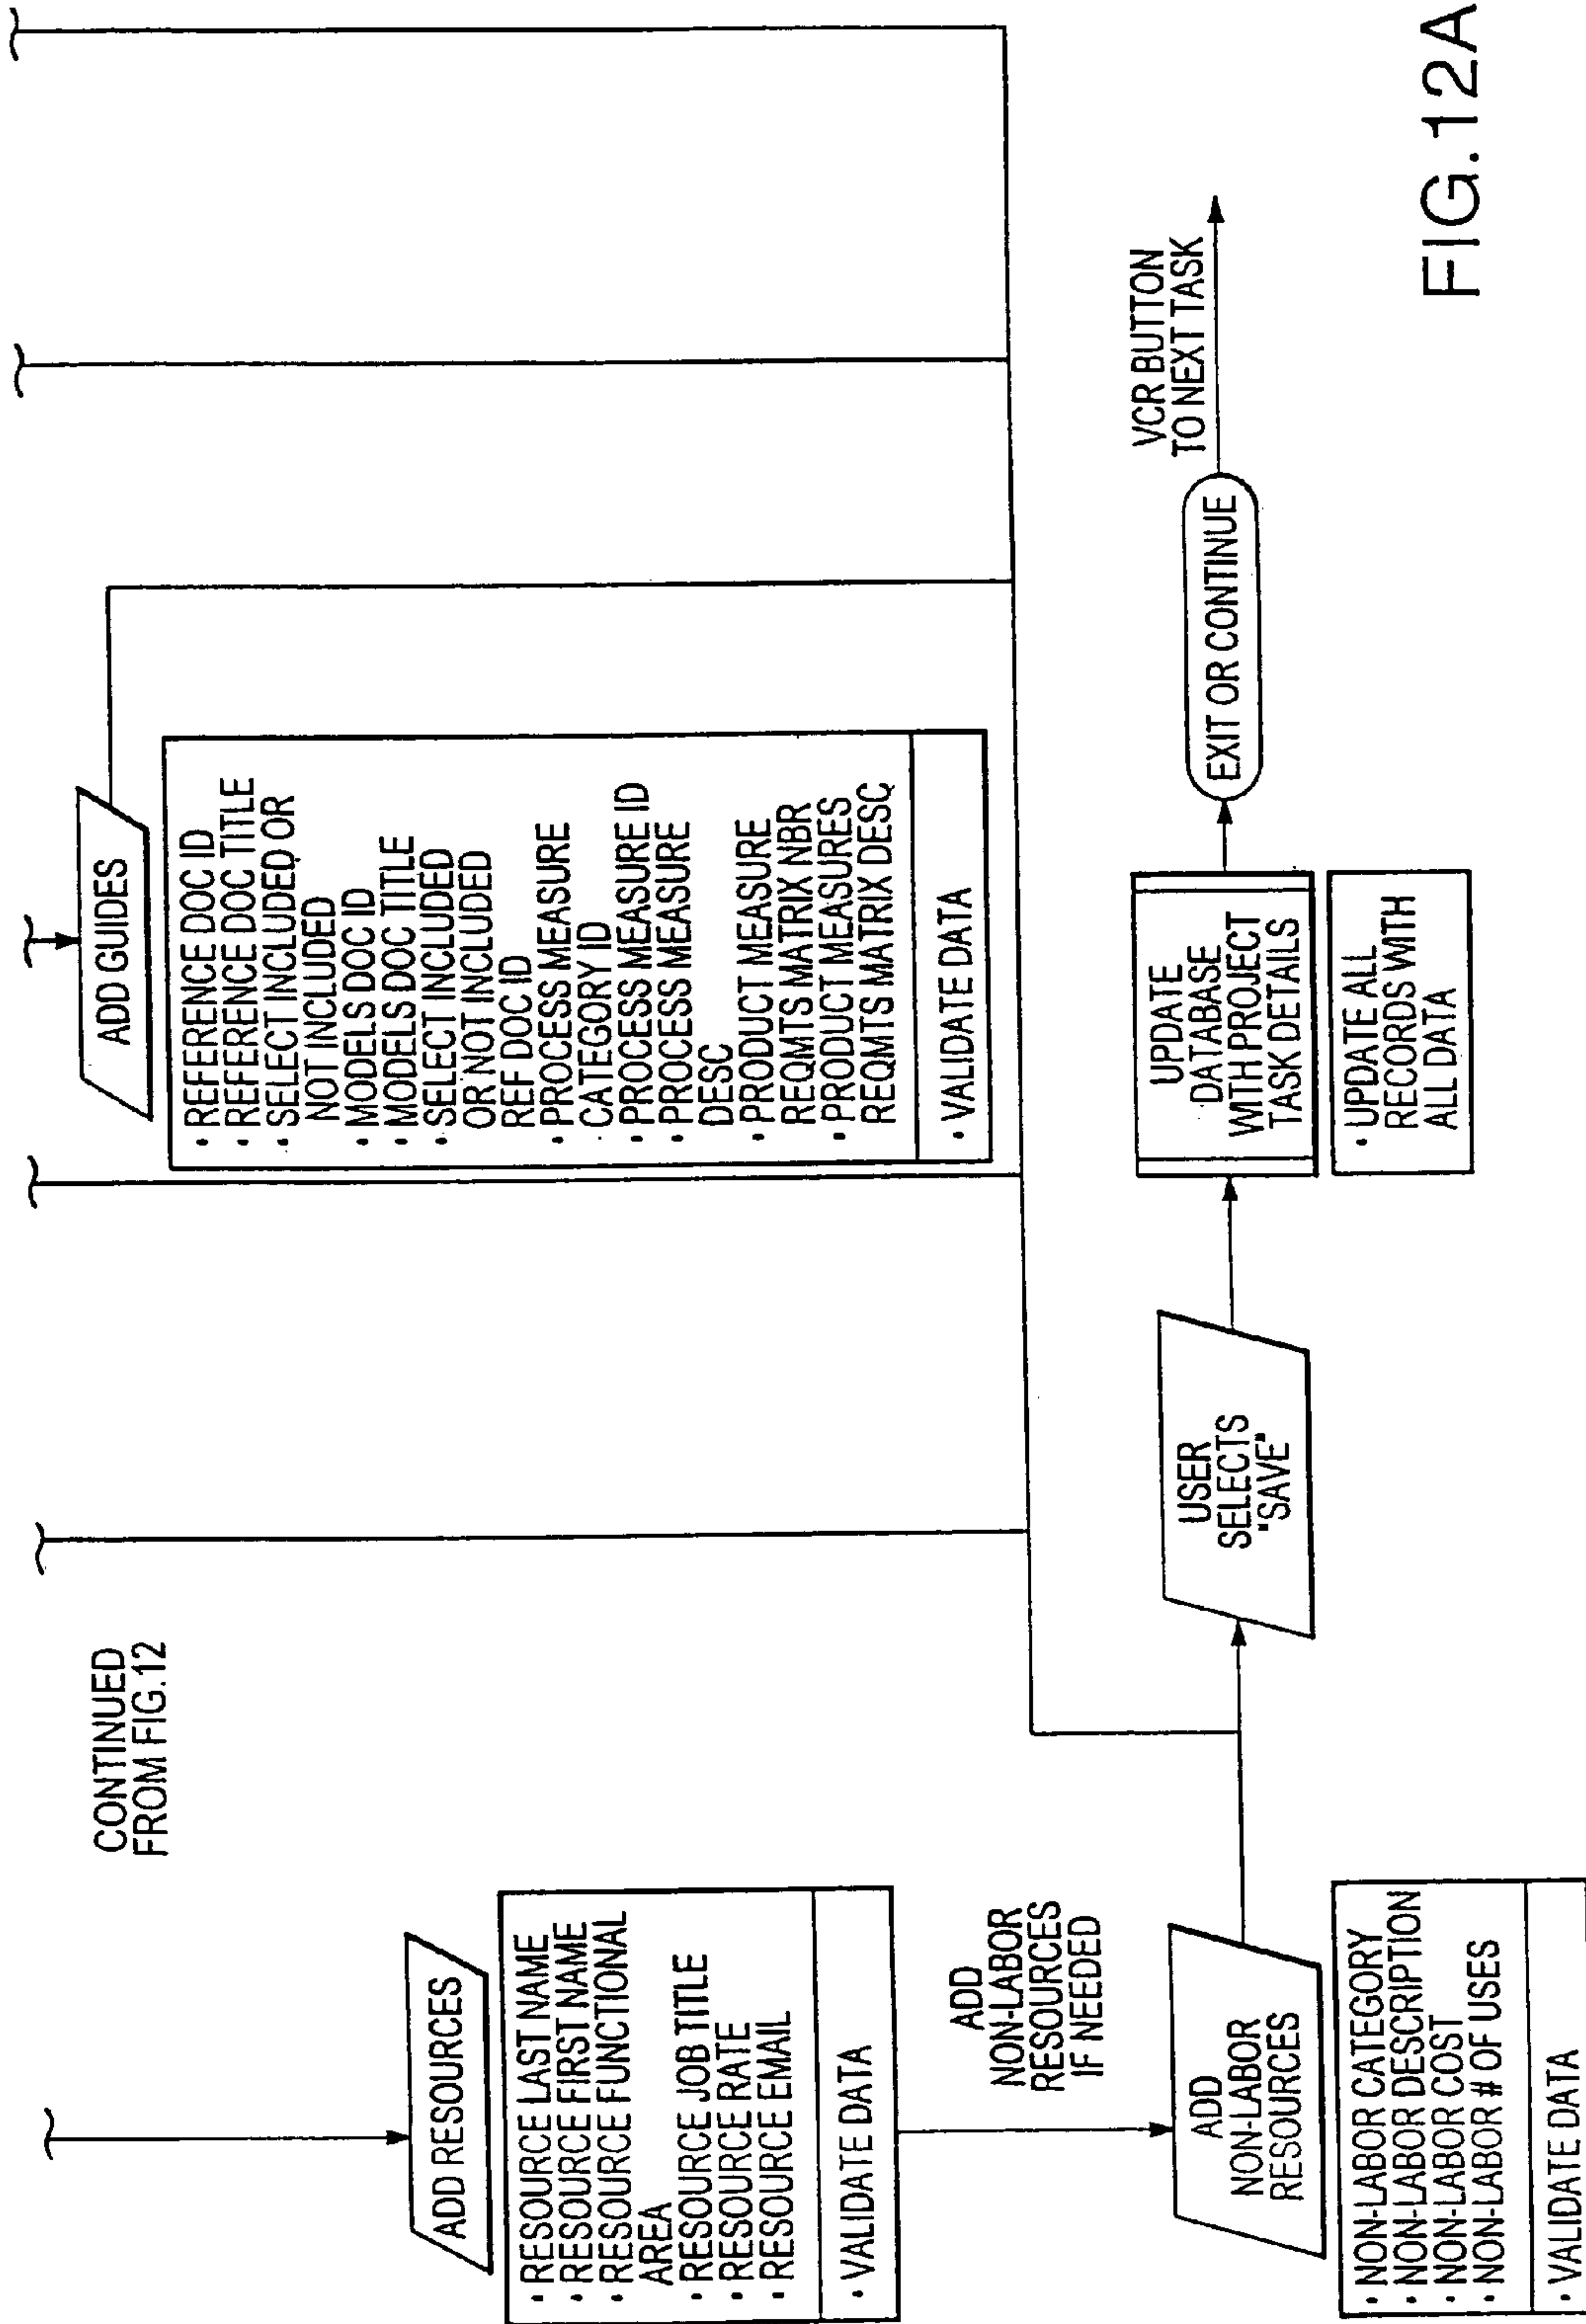 CONTINUED
FROM FIG.12
ADD RESOURCES
• RESOURCE LAST NAME
• RESOURCE FIRST NAME
• RESOURCE FUNCTIONAL
AREA
• RESOURCE JOB TITLE
• RESOURCE RATE
• RESOURCE EMAIL
• VALIDATE DATA
ADD
NON-LABOR
RESOURCES
IF NEEDED
ADD
NON-LABOR
RESOURCES
• NON-LABOR CATEGORY
• NON-LABOR DESCRIPTION
• NON-LABOR COST
• NON-LABOR # OF USES
• VALIDATE DATA
ADD GUIDES
• REFERENCE DOC ID
• REFERENCE DOC TITLE
• SELECT INCLUDED OR
NOT INCLUDED
• MODELS DOC ID
• MODELS DOC TITLE
• SELECT INCLUDED
OR NOT INCLUDED
REF DOC ID
• PROCESS MEASURE
CATEGORY ID
• PROCESS MEASURE ID
• PROCESS MEASURE
DESC
• PRODUCT MEASURE
REQMTS MATRIX NBR
• PRODUCT MEASURES
REQMTS MATRIX DESC
• VALIDATE DATA
USER
SELECTS
"SAVE"
UPDATE
DATABASE
WITH PROJECT
TASK DETAILS
• UPDATE ALL
RECORDS WITH
ALL DATA
EXIT OR CONTINUE
VCR BUTTON
TO NEXT TASK
FIG.12A